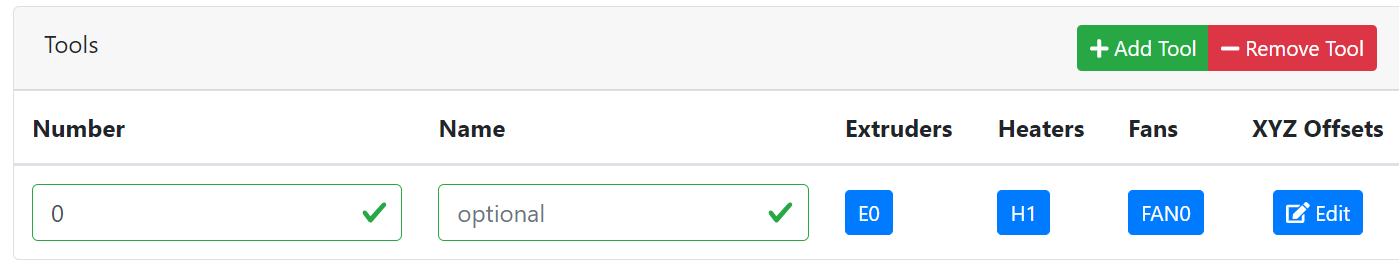 Tools
Add Tool Remove Tool
Number Name Extruders Heaters Fans XYZ Offsets
0 optional E0 H1 FAN0 Edit